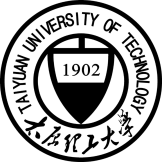 TAIYUAN UNIVERSITY OF TECHNOLOGY
1902
太原理工大学